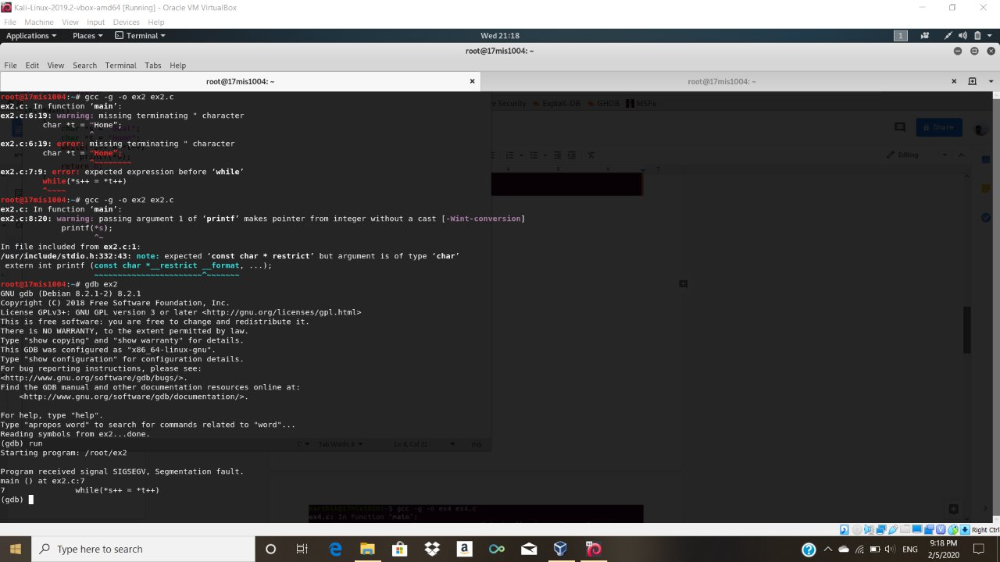 Kali-Linux-2019.2-vbox-amd64 [Running] - Oracle VM VirtualBox
File Machine View Input Devices Help
Applications Places Terminal Wed 21:18 1
root@17mis1004: ~
File Edit View Search Terminal Tabs Help
root@17mis1004: ~ root@17mis1004: ~
root@17mis1004:~# gcc -g -o ex2 ex2.c
ex2.c: In function ‘main’:
ex2.c:6:19: warning: missing terminating " character
char *t = "Home”;
^
ex2.c:6:19: error: missing terminating " character
char *t = "Home”;
^~~~~~~~~
ex2.c:7:9: error: expected expression before ‘while’
while(*s++ = *t++)
^~~~~
root@17mis1004:~# gcc -g -o ex2 ex2.c
ex2.c: In function ‘main’:
ex2.c:8:20: warning: passing argument 1 of ‘printf’ makes pointer from integer without a cast [-Wint-conversion]
printf(*s);
^~
In file included from ex2.c:1:
/usr/include/stdio.h:332:43: note: expected ‘const char * restrict’ but argument is of type ‘char’
extern int printf (const char *__restrict __format, ...);
~~~~~~~~~~~~~~~~~~~~~~~^~~~~~~~
root@17mis1004:~# gdb ex2
GNU gdb (Debian 8.2.1-2) 8.2.1
Copyright (C) 2018 Free Software Foundation, Inc.
License GPLv3+: GNU GPL version 3 or later <http://gnu.org/licenses/gpl.html>
This is free software: you are free to change and redistribute it.
There is NO WARRANTY, to the extent permitted by law.
Type "show copying" and "show warranty" for details.
This GDB was configured as "x86_64-linux-gnu".
Type "show configuration" for configuration details.
For bug reporting instructions, please see:
<http://www.gnu.org/software/gdb/bugs/>.
Find the GDB manual and other documentation resources online at:
<http://www.gnu.org/software/gdb/documentation/>.
For help, type "help".
Type "apropos word" to search for commands related to "word"...
Reading symbols from ex2...done.
(gdb) run
Starting program: /root/ex2
Program received signal SIGSEGV, Segmentation fault.
main () at ex2.c:7
7 while(*s++ = *t++)
(gdb)
Security Exploit-DB GHDB MSFu
Share
Editing
4 5 6 7
C Tab Width: 8 Ln 8, Col 21 INS
karthik@17mis1020:~$ gcc -g -o ex4 ex4.c
ex4.c: In function ‘main’:
Right Ctrl
Type here to search
ENG 9:18 PM
2/5/2020